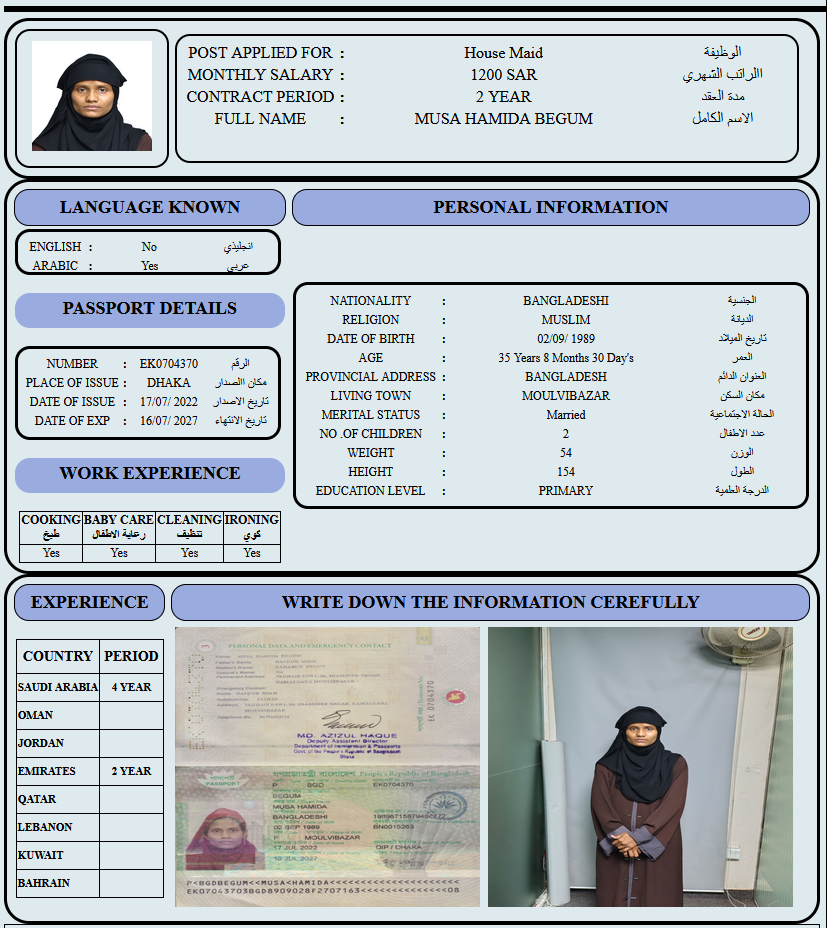 POST APPLIED FOR : House Maid الوظيفة
MONTHLY SALARY : 1200 SAR االراتب الشهري
CONTRACT PERIOD : 2 YEAR مدة العقد
FULL NAME : MUSA HAMIDA BEGUM الاسم الكامل
LANGUAGE KNOWN
ENGLISH : No انجليذي
ARABIC : Yes عربي
PASSPORT DETAILS
NUMBER : EK0704370 الرقم
PLACE OF ISSUE : DHAKA مكان االصدار
DATE OF ISSUE : 17/07/ 2022 تاريخ الاصدار
DATE OF EXP : 16/07/ 2027 تاريخ الانتهاء
WORK EXPERIENCE
COOKING BABY CARE CLEANING IRONING
طبخ رعاية الاطفال تنظيف كوي
Yes Yes Yes Yes
PERSONAL INFORMATION
NATIONALITY : BANGLADESHI الجنسية
RELIGION : MUSLIM الديانة
DATE OF BIRTH : 02/09/ 1989 تاريخ الميلاد
AGE : 35 Years 8 Months 30 Day's العمر
PROVINCIAL ADDRESS : BANGLADESH العنوان الدائم
LIVING TOWN : MOULVIBAZAR مكان السكن
MERITAL STATUS : Married الحالة الاجتماعية
NO .OF CHILDREN : 2 عدد الاطفال
WEIGHT : 54 الوزن
HEIGHT : 154 الطول
EDUCATION LEVEL : PRIMARY الدرجة العلمية
EXPERIENCE
COUNTRY PERIOD
SAUDI ARABIA 4 YEAR
OMAN
JORDAN
EMIRATES 2 YEAR
QATAR
LEBANON
KUWAIT
BAHRAIN
WRITE DOWN THE INFORMATION CEREFULLY
PERSONAL DATA AND EMERGENCY CONTACT
MUSA HAMIDA BEGUM
EK 0704370
MD. AZIZUL HAQUE
Deputy Assistant Director
Department of Immigration & Passports
Govt. of the People's Republic of Bangladesh
Dhaka
People's Republic of Bangladesh
PASSPORT
P BGD EK0704370
BEGUM
MUSA HAMIDA
BANGLADESHI
02 SEP 1989 BN0015263
F MOULVIBAZAR
17 JUL 2022 DIP / DHAKA
P<BGDBEGUM<<MUSA<HAMIDA<<<<<<<<<<<<<<<<<<<<<
EK07043703BGD8909028F2707163<<<<<<<<<<<<<<08